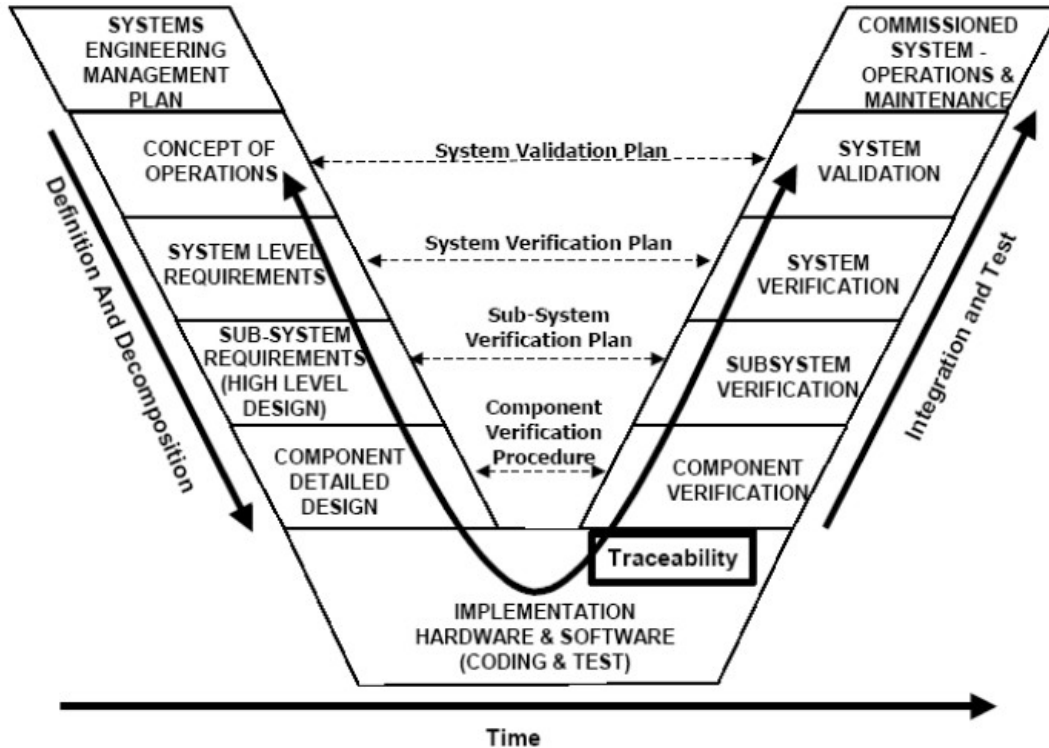 SYSTEMS
ENGINEERING
MANAGEMENT
PLAN
COMMISSIONED
SYSTEM -
OPERATIONS &
MAINTENANCE
CONCEPT OF
OPERATIONS
System Validation Plan
SYSTEM
VALIDATION
SYSTEM LEVEL
REQUIREMENTS
System Verification Plan
SYSTEM
VERIFICATION
SUB-SYSTEM
REQUIREMENTS
(HIGH LEVEL
DESIGN)
Sub-System
Verification Plan
SUBSYSTEM
VERIFICATION
COMPONENT
DETAILED
DESIGN
Component
Verification
Procedure
COMPONENT
VERIFICATION
Definition And Decomposition
Integration and Test
Traceability
IMPLEMENTATION
HARDWARE & SOFTWARE
(CODING & TEST)
Time